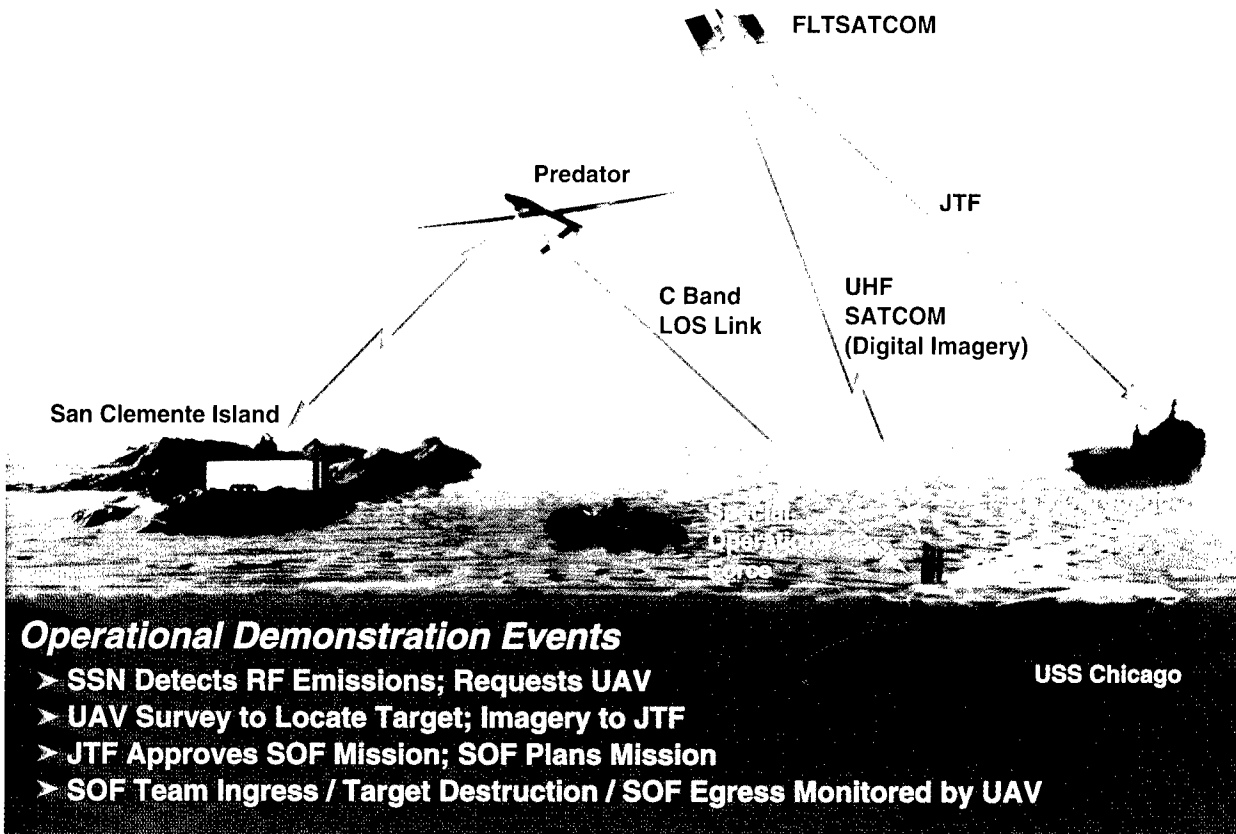 FLTSATCOM
Predator
JTF
C Band
LOS Link
UHF
SATCOM
(Digital Imagery)
San Clemente Island
Special
Operational Demonstration Events
USS Chicago
➤ SSN Detects RF Emissions; Requests UAV
➤ UAV Survey to Locate Target; Imagery to JTF
➤ JTF Approves SOF Mission; SOF Plans Mission
➤ SOF Team Ingress / Target Destruction / SOF Egress Monitored by UAV